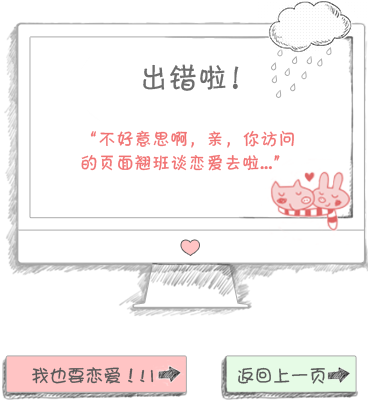 出错啦！
“不好意思啊，亲，你访问
的页面翘班谈恋爱去啦...”
我也要恋爱！！！
返回上一页